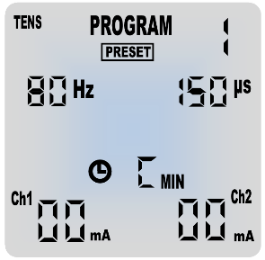 TENS PROGRAM 1
PRESET
80 Hz 150 µs
C MIN
Ch1 Ch2
00 mA 00 mA